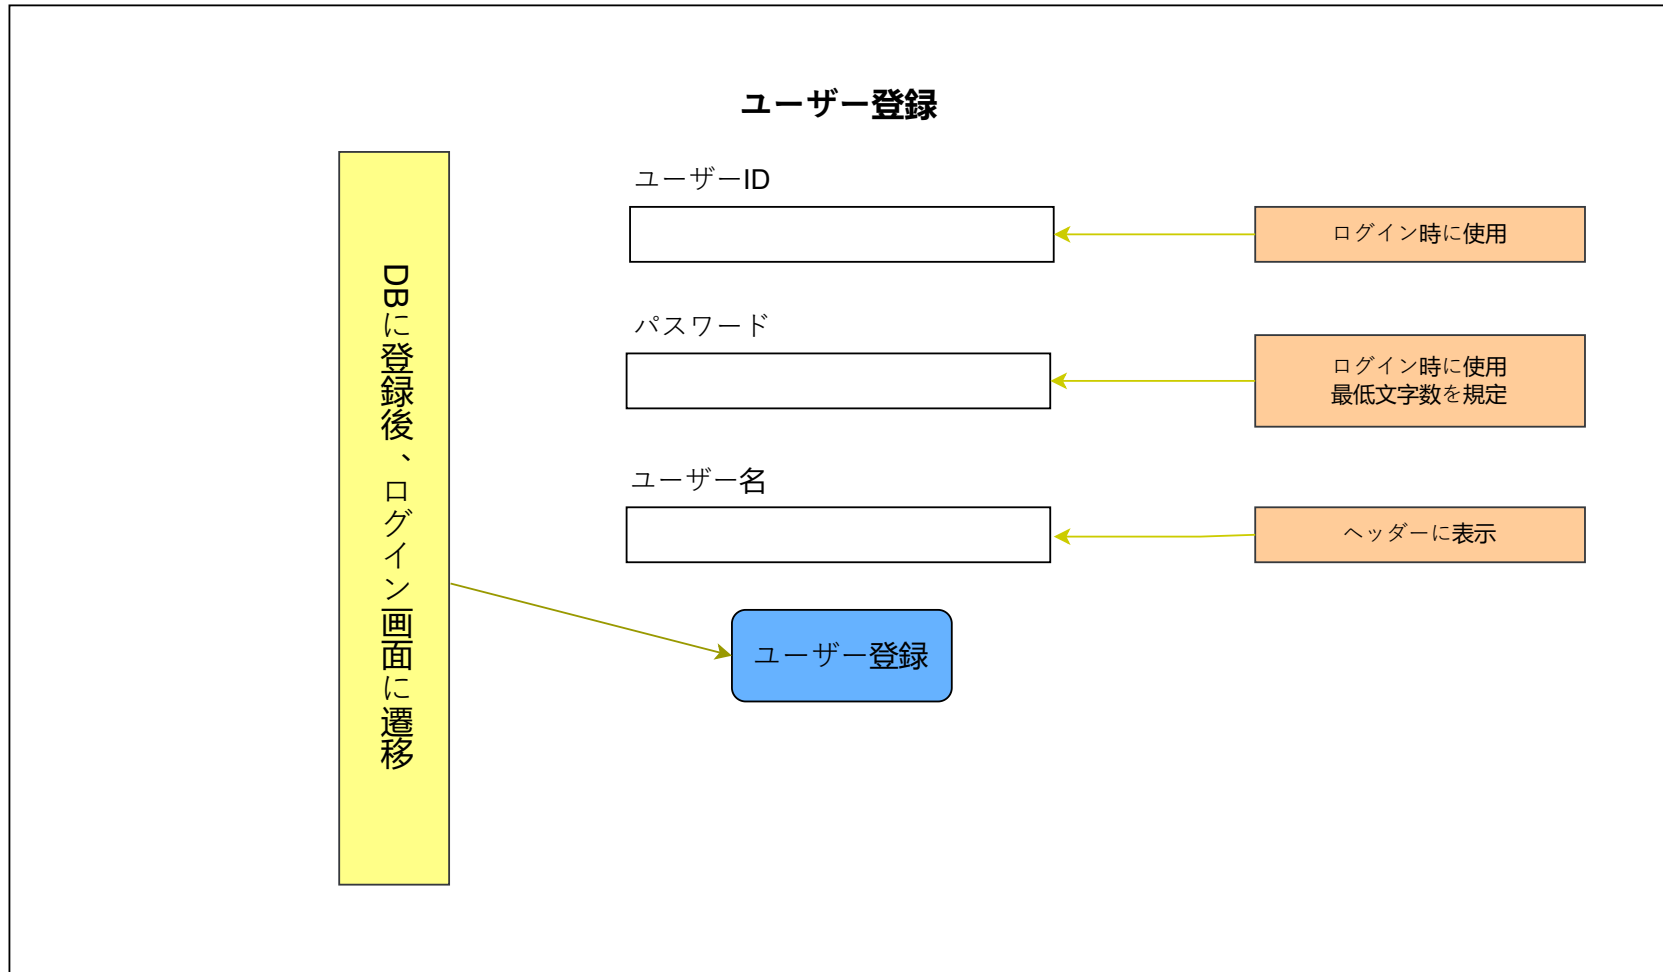 ユーザー登録
DBに登録後、ログイン画面に遷移
ユーザーID
ログイン時に使用
パスワード
ログイン時に使用
最低文字数を規定
ユーザー名
ヘッダーに表示
ユーザー登録